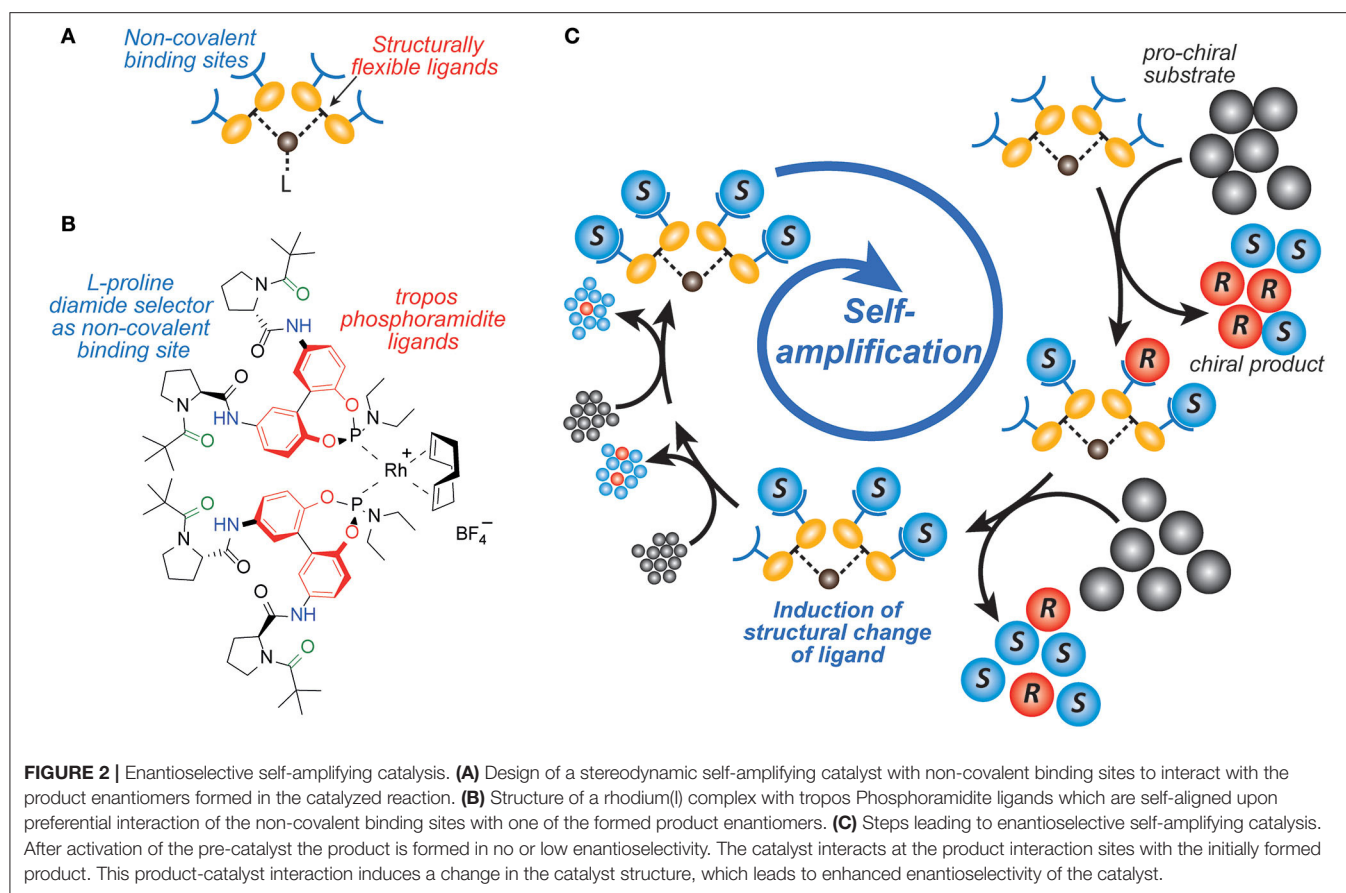 A
Non-covalent
binding sites
Structurally
flexible ligands
L
B
L-proline
diamide selector
as non-covalent
binding site
tropos
phosphoramidite
ligands
N
O
NH
O
O
N
O
O
NH
O
P
N
Rh
+
O
N
O
NH
O
P
N
O
BF4−
O
NH
N
O
C
pro-chiral
substrate
S
S
S
S
S
S
R
R
R
S
chiral product
Self-
amplification
S
R
S
S
S
S
Induction of
structural change
of ligand
R
S
S
S
S
R
S
FIGURE 2 | Enantioselective self-amplifying catalysis. (A) Design of a stereodynamic self-amplifying catalyst with non-covalent binding sites to interact with the
product enantiomers formed in the catalyzed reaction. (B) Structure of a rhodium(I) complex with tropos Phosphoramidite ligands which are self-aligned upon
preferential interaction of the non-covalent binding sites with one of the formed product enantiomers. (C) Steps leading to enantioselective self-amplifying catalysis.
After activation of the pre-catalyst the product is formed in no or low enantioselectivity. The catalyst interacts at the product interaction sites with the initially formed
product. This product-catalyst interaction induces a change in the catalyst structure, which leads to enhanced enantioselectivity of the catalyst.